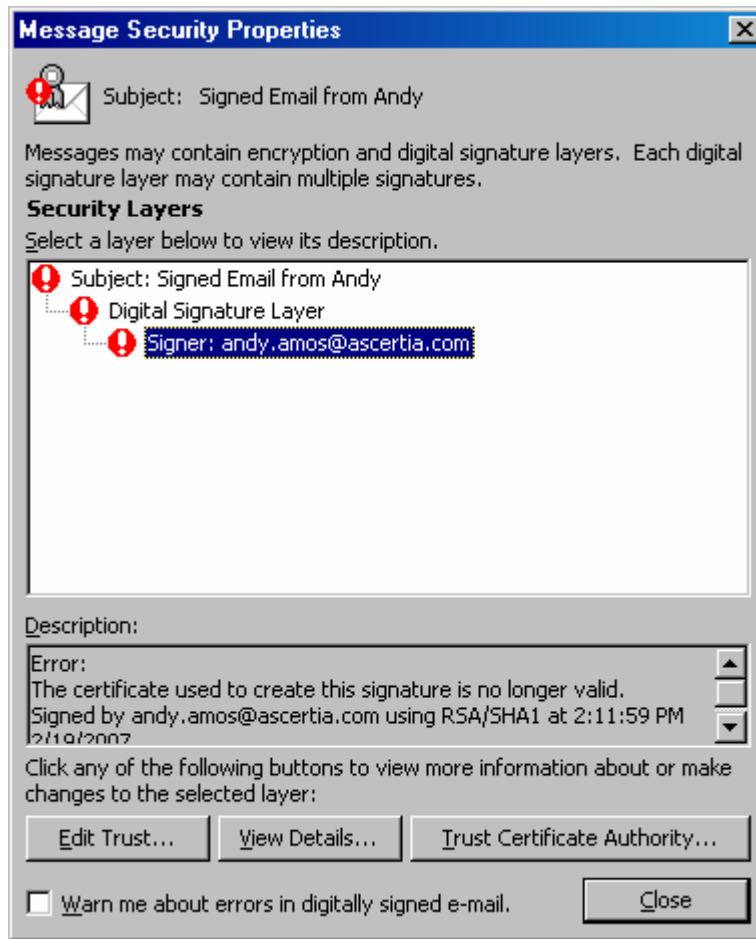 Message Security Properties
Subject: Signed Email from Andy
Messages may contain encryption and digital signature layers. Each digital
signature layer may contain multiple signatures.
Security Layers
Select a layer below to view its description.
Subject: Signed Email from Andy
Digital Signature Layer
Signer: andy.amos@ascertia.com
Description:
Error:
The certificate used to create this signature is no longer valid.
Signed by andy.amos@ascertia.com using RSA/SHA1 at 2:11:59 PM
2/19/2007
Click any of the following buttons to view more information about or make
changes to the selected layer:
Edit Trust... View Details... Trust Certificate Authority...
Warn me about errors in digitally signed e-mail. Close